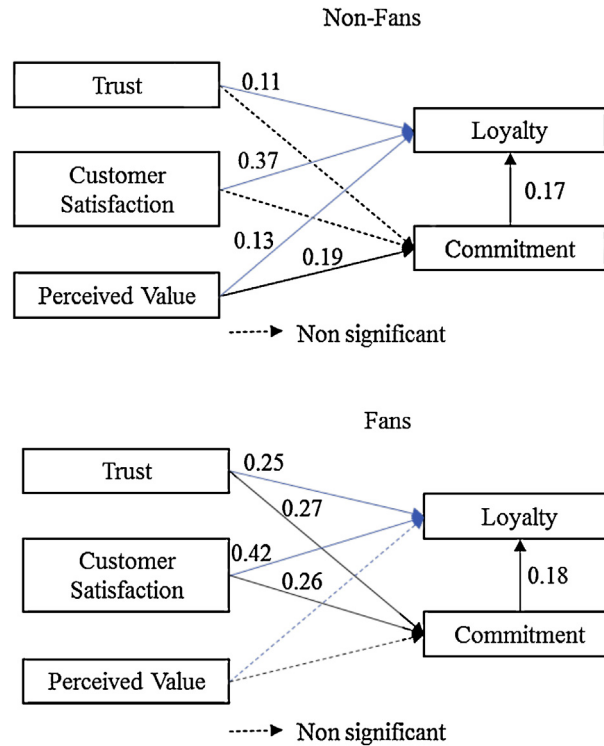 Non-Fans
Trust
0.11
Loyalty
Customer
Satisfaction
0.37
0.17
0.13
Commitment
0.19
Perceived Value
Non significant
Fans
Trust
0.25
0.27
Loyalty
Customer
Satisfaction
0.42
0.26
0.18
Commitment
Perceived Value
Non significant